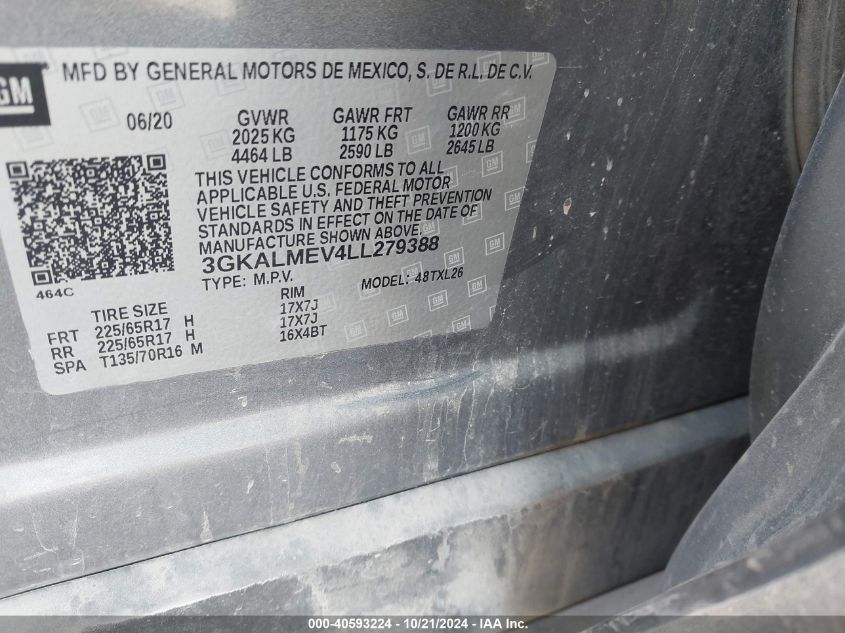 GM
MFD BY GENERAL MOTORS DE MEXICO, S. DE R.L. DE C.V.
06/20 GVWR GAWR FRT GAWR RR
2025 KG 1175 KG 1200 KG
4464 LB 2590 LB 2645 LB
THIS VEHICLE CONFORMS TO ALL
APPLICABLE U.S. FEDERAL MOTOR
VEHICLE SAFETY AND THEFT PREVENTION
STANDARDS IN EFFECT ON THE DATE OF
MANUFACTURE SHOWN ABOVE.
3GKALMEV4LL279388
TYPE: M.P.V. MODEL: 48TXL26
464C
TIRE SIZE RIM
FRT 225/65R17 H 17X7J
RR 225/65R17 H 17X7J
SPA T135/70R16 M 16X4BT
000-40593224 - 10/21/2024 - IAA Inc.